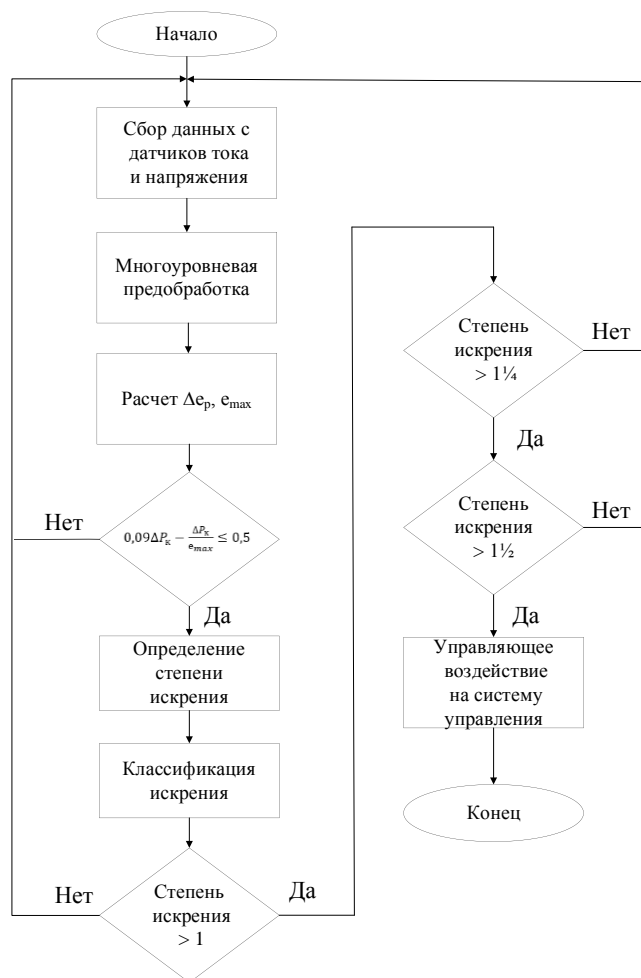 Начало
Сбор данных с
датчиков тока
и напряжения
Многоуровневая
предобработка
Расчет Δeр, emax
Нет
0,09ΔPк − ΔPк/emax ≤ 0,5
Да
Определение
степени
искрения
Классификация
искрения
Нет
Степень
искрения
> 1
Да
Степень
искрения
> 1¼
Нет
Да
Степень
искрения
> 1½
Нет
Да
Управляющее
воздействие
на систему
управления
Конец